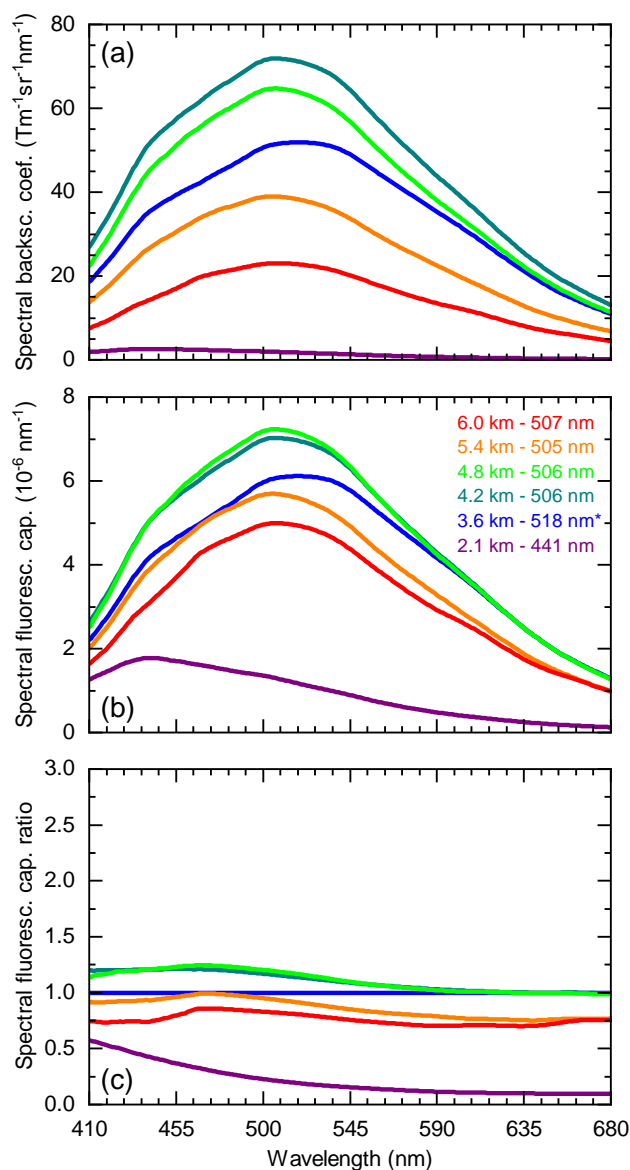 80
(a)
60
40
20
0
Spectral backsc. coef. (Tm⁻¹sr⁻¹nm⁻¹)
8
6
4
2
0
Spectral fluoresc. cap. (10⁻⁶ nm⁻¹)
6.0 km - 507 nm
5.4 km - 505 nm
4.8 km - 506 nm
4.2 km - 506 nm
3.6 km - 518 nm*
2.1 km - 441 nm
(b)
3.0
2.5
2.0
1.5
1.0
0.5
0.0
Spectral fluoresc. cap. ratio
(c)
410 455 500 545 590 635 680
Wavelength (nm)